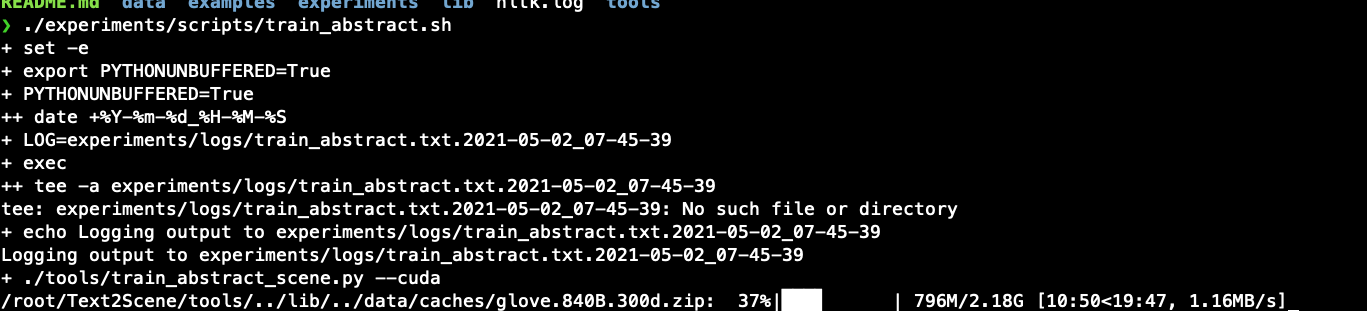 README.md data examples experiments lib nltk.log tools
❯ ./experiments/scripts/train_abstract.sh
+ set -e
+ export PYTHONUNBUFFERED=True
+ PYTHONUNBUFFERED=True
++ date +%Y-%m-%d_%H-%M-%S
+ LOG=experiments/logs/train_abstract.txt.2021-05-02_07-45-39
+ exec
++ tee -a experiments/logs/train_abstract.txt.2021-05-02_07-45-39
tee: experiments/logs/train_abstract.txt.2021-05-02_07-45-39: No such file or directory
+ echo Logging output to experiments/logs/train_abstract.txt.2021-05-02_07-45-39
Logging output to experiments/logs/train_abstract.txt.2021-05-02_07-45-39
+ ./tools/train_abstract_scene.py --cuda
/root/Text2Scene/tools/../lib/../data/caches/glove.840B.300d.zip: 37%|███ | 796M/2.18G [10:50<19:47, 1.16MB/s]_